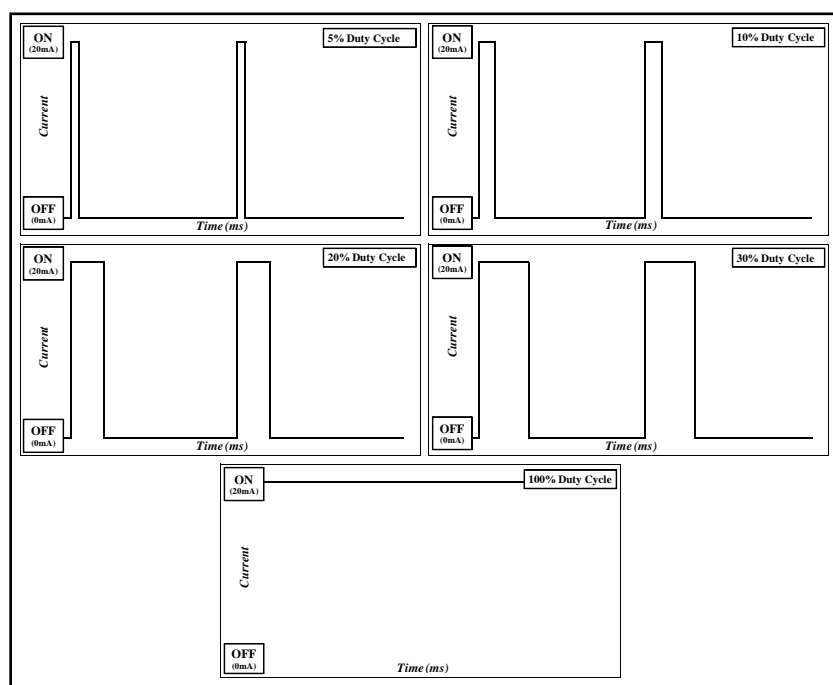 ON
(20mA)
5% Duty Cycle
Current
OFF
(0mA)
Time (ms)
ON
(20mA)
10% Duty Cycle
Current
OFF
(0mA)
Time (ms)
ON
(20mA)
20% Duty Cycle
Current
OFF
(0mA)
Time (ms)
ON
(20mA)
30% Duty Cycle
Current
OFF
(0mA)
Time (ms)
ON
(20mA)
100% Duty Cycle
Current
OFF
(0mA)
Time (ms)